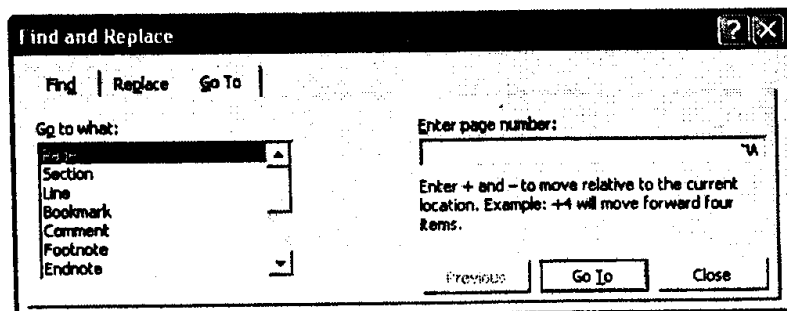 Find and Replace
Find Replace Go To
Go to what:
Section
Line
Bookmark
Comment
Footnote
Endnote
Enter page number:
Enter + and – to move relative to the current
location. Example: +4 will move forward four
items.
Previous Go To Close